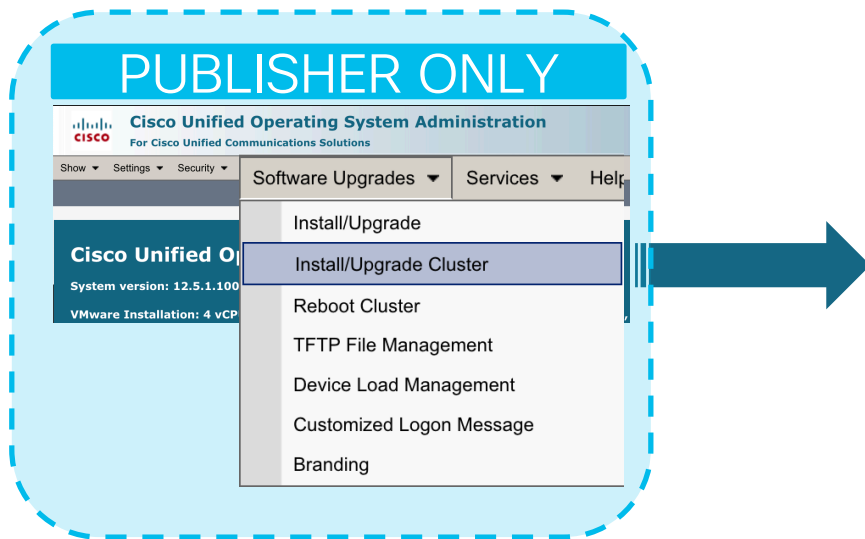 PUBLISHER ONLY
CISCO
Cisco Unified Operating System Administration
For Cisco Unified Communications Solutions
Show Settings Security
Software Upgrades Services Help
Install/Upgrade
Install/Upgrade Cluster
Reboot Cluster
TFTP File Management
Device Load Management
Customized Logon Message
Branding
Cisco Unified
System version: 12.5.1.100
VMware Installation: 4